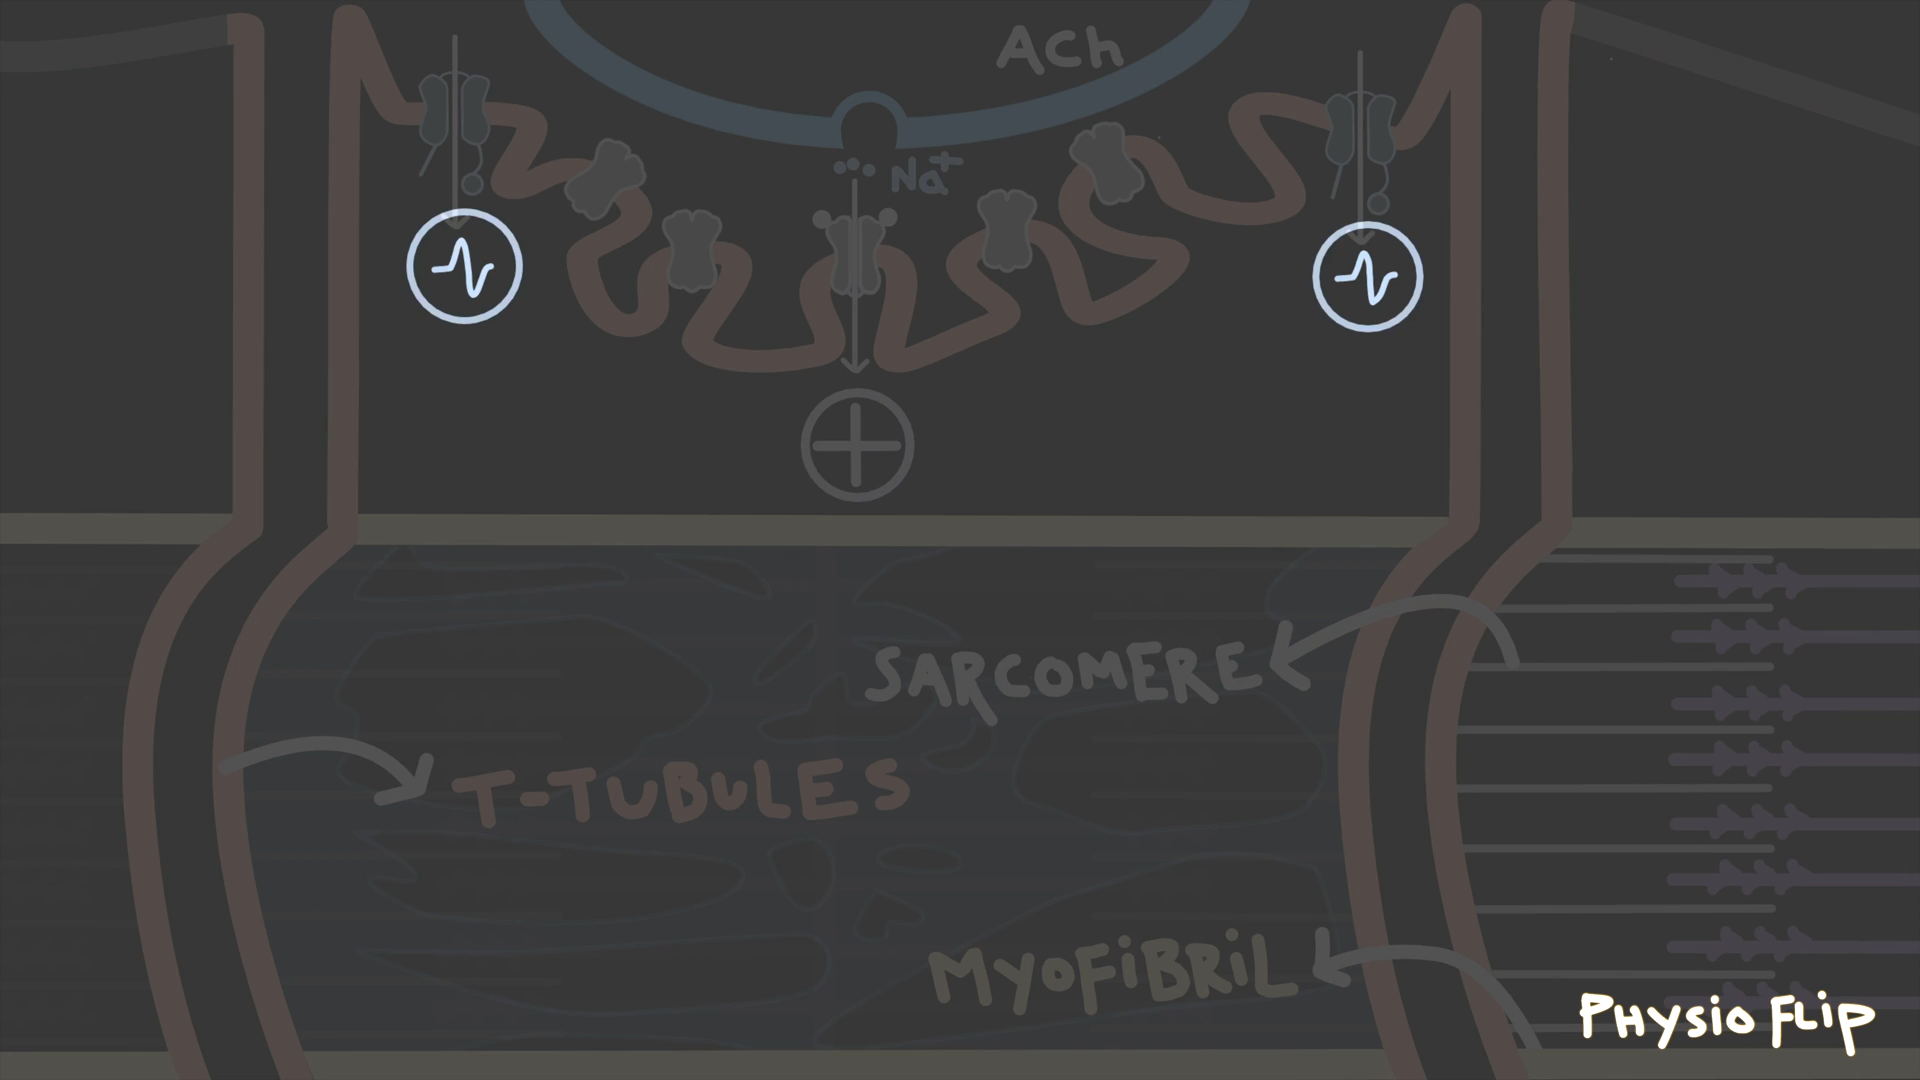 ACh
Na+
SARCOMERE
T-TUBULES
MYOFiBRiL
PHYSiO FLiP